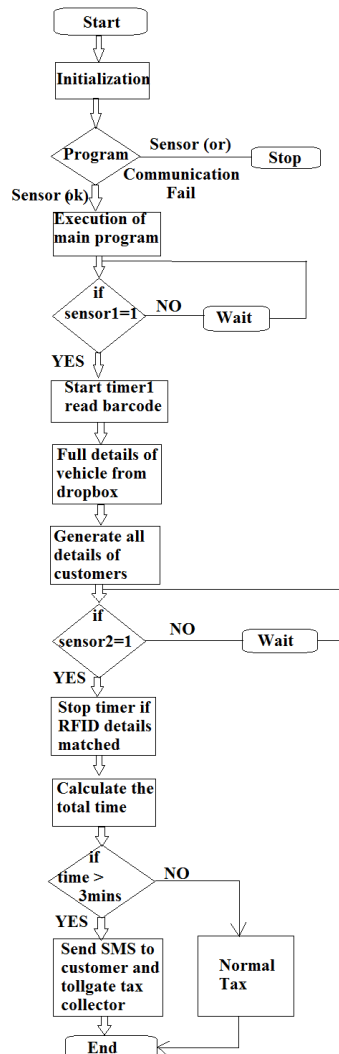 Start
Initialization
Program
Sensor (or)
Communication
Fail
Stop
Sensor (ok)
Execution of
main program
if
sensor1=1
NO
Wait
YES
Start timer1
read barcode
Full details of
vehicle from
dropbox
Generate all
details of
customers
if
sensor2=1
NO
Wait
YES
Stop timer if
RFID details
matched
Calculate the
total time
if
time >
3mins
NO
YES
Send SMS to
customer and
tollgate tax
collector
Normal
Tax
End